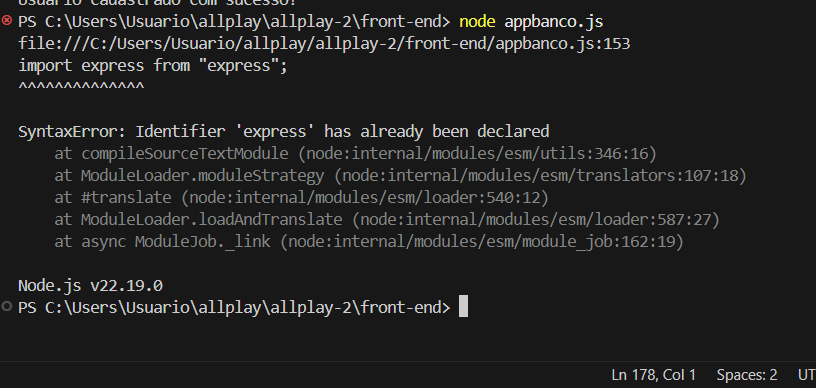 Usuario cadastrado com sucesso!
PS C:\Users\Usuario\allplay\allplay-2\front-end> node appbanco.js
file:///C:/Users/Usuario/allplay/allplay-2/front-end/appbanco.js:153
import express from "express";
^^^^^^^^^^^^^^
SyntaxError: Identifier 'express' has already been declared
    at compileSourceTextModule (node:internal/modules/esm/utils:346:16)
    at ModuleLoader.moduleStrategy (node:internal/modules/esm/translators:107:18)
    at #translate (node:internal/modules/esm/loader:540:12)
    at ModuleLoader.loadAndTranslate (node:internal/modules/esm/loader:587:27)
    at async ModuleJob._link (node:internal/modules/esm/module_job:162:19)
Node.js v22.19.0
PS C:\Users\Usuario\allplay\allplay-2\front-end>
Ln 178, Col 1 Spaces: 2 UT